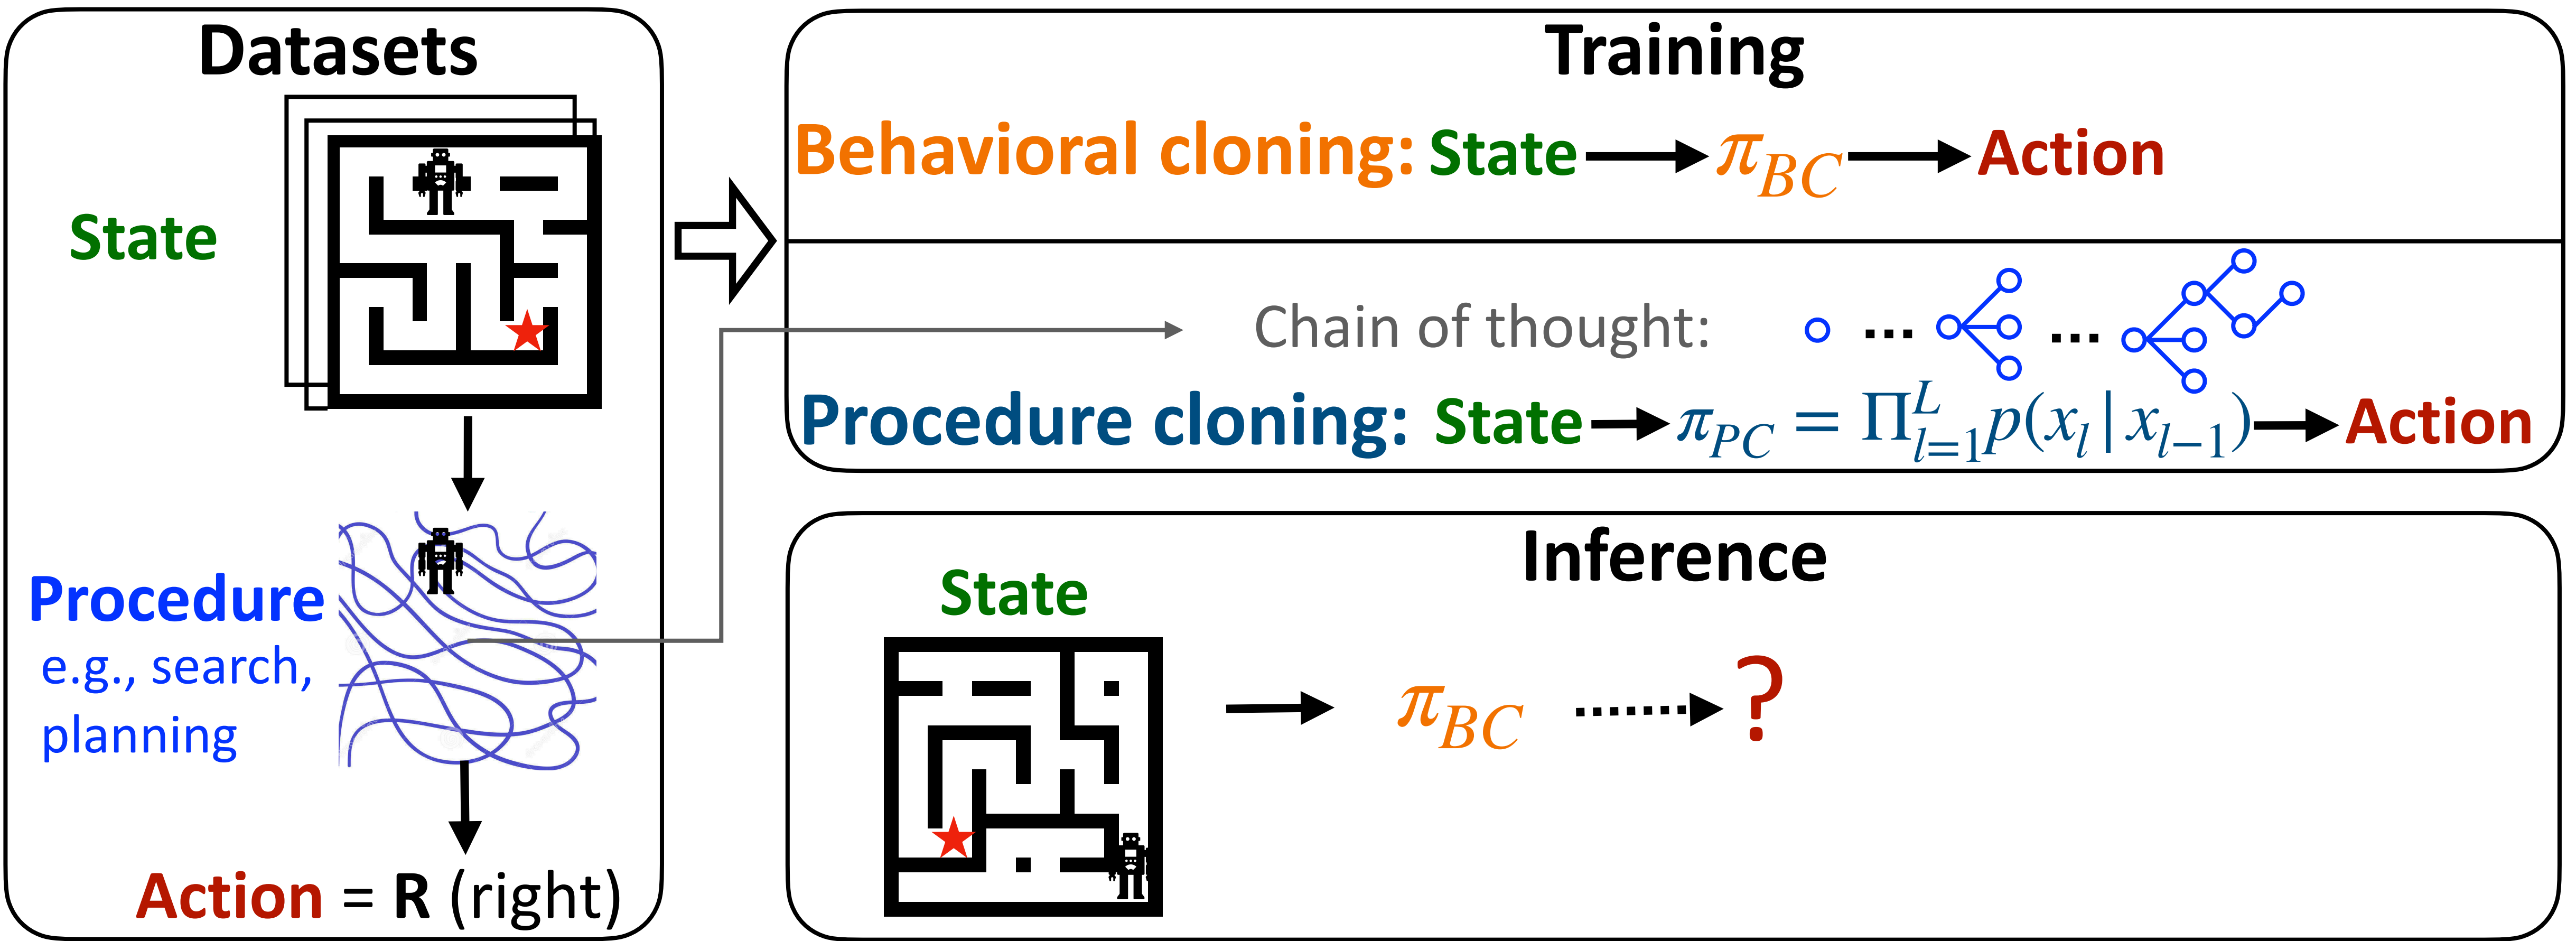 Datasets
State
Procedure
e.g., search,
planning
Action = R (right)
Training
Behavioral cloning: State π_BC Action
Chain of thought: ... ...
Procedure cloning: State π_PC = Π_{l=1}^{L} p(x_l | x_{l−1}) Action
Inference
State
π_BC ?